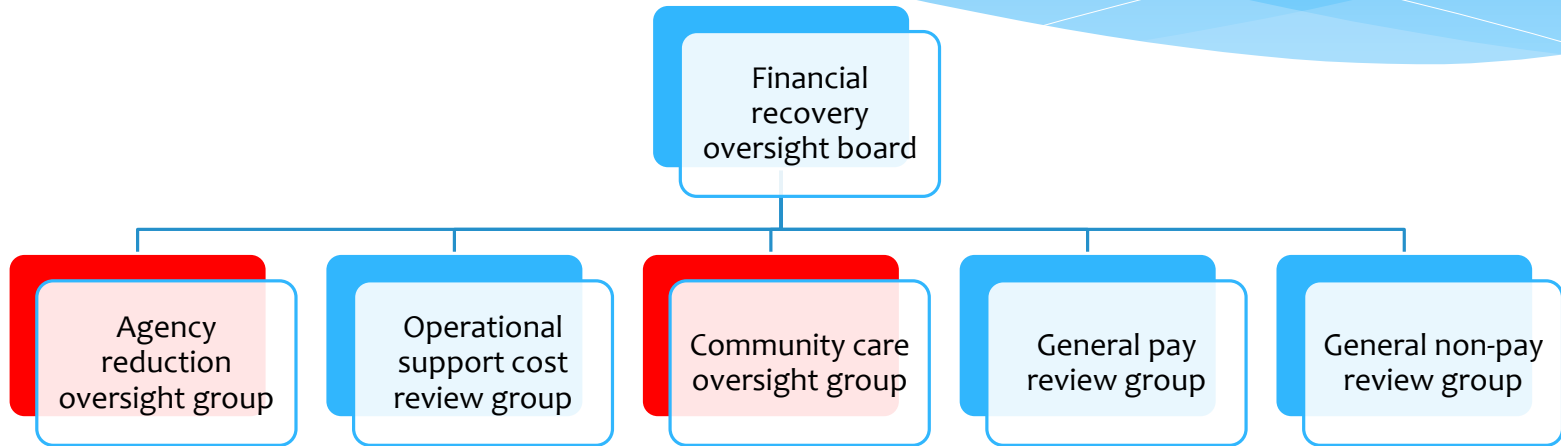 Financial
recovery
oversight board
Agency
reduction
oversight group
Operational
support cost
review group
Community care
oversight group
General pay
review group
General non-pay
review group